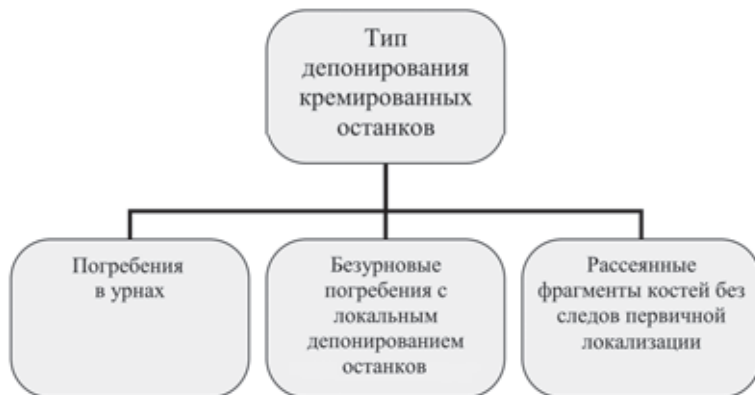 Тип
депонирования
кремированных
останков
Погребения
в урнах
Безурновые
погребения с
локальным
депонированием
останков
Рассеянные
фрагменты костей без
следов первичной
локализации